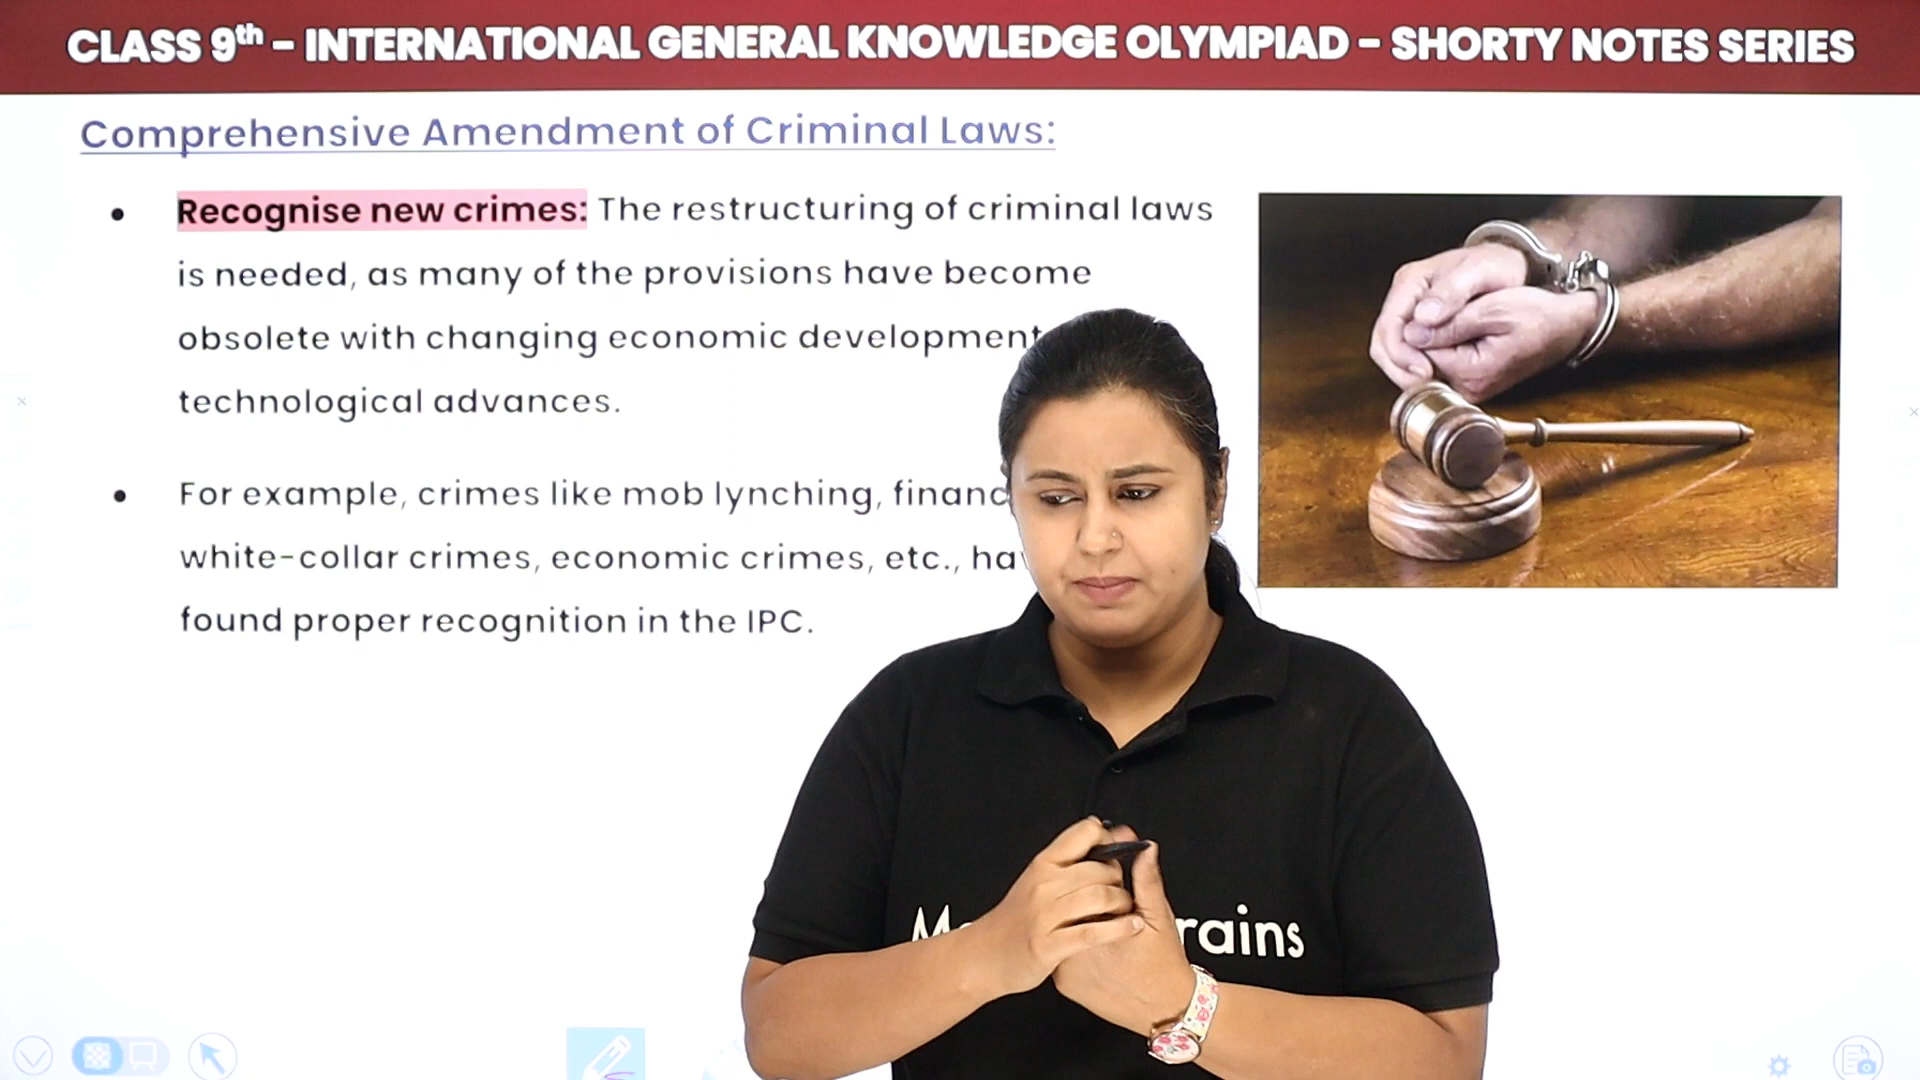 CLASS 9th – INTERNATIONAL GENERAL KNOWLEDGE OLYMPIAD – SHORTY NOTES SERIES
Comprehensive Amendment of Criminal Laws:
• Recognise new crimes: The restructuring of criminal laws
is needed, as many of the provisions have become
obsolete with changing economic development
technological advances.
• For example, crimes like mob lynching,
white-collar crimes, economic crimes, etc.,
found proper recognition in the IPC.
rains